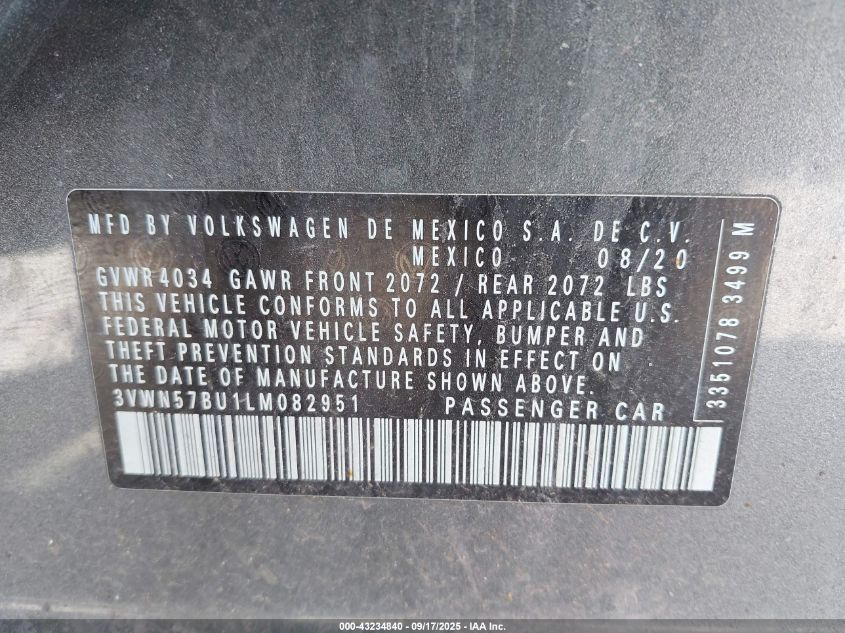 MFD BY VOLKSWAGEN DE MEXICO S.A. DE C.V.
MEXICO 08/20
GVWR 4034 GAWR FRONT 2072 / REAR 2072 LBS
THIS VEHICLE CONFORMS TO ALL APPLICABLE U.S.
FEDERAL MOTOR VEHICLE SAFETY, BUMPER AND
THEFT PREVENTION STANDARDS IN EFFECT ON
THE DATE OF MANUFACTURE SHOWN ABOVE.
3VWN57BU1LM082951 PASSENGER CAR
3351078 3499 M
000-43234840 - 09/17/2025 - IAA Inc.